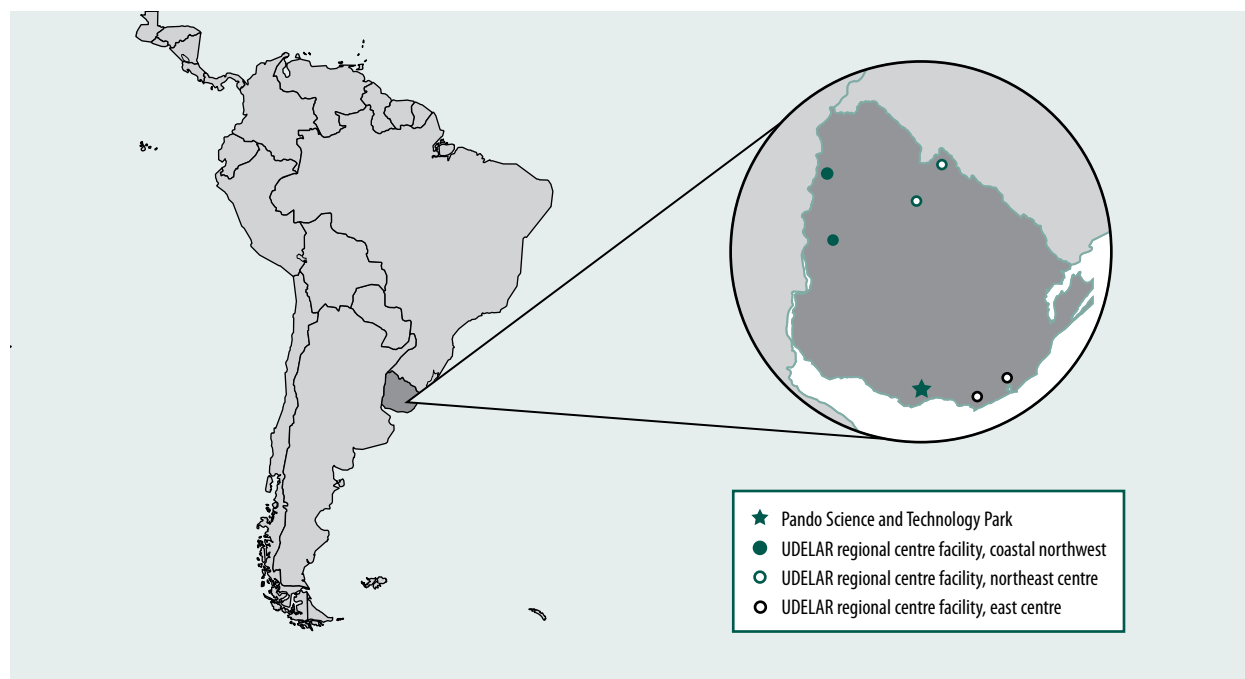 Pando Science and Technology Park
UDELAR regional centre facility, coastal northwest
UDELAR regional centre facility, northeast centre
UDELAR regional centre facility, east centre